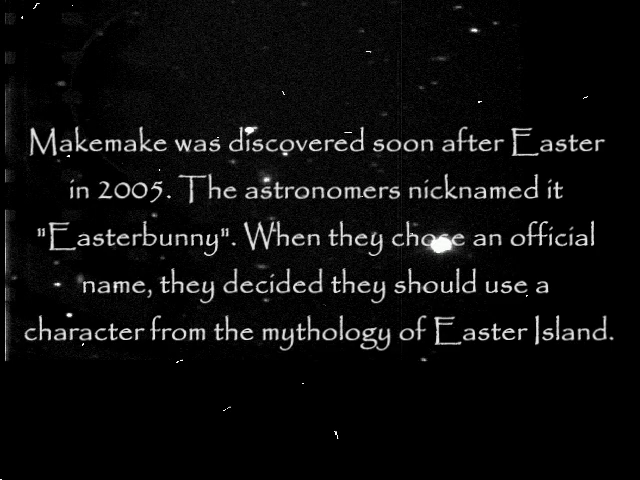 Makemake was discovered soon after Easter
in 2005. The astronomers nicknamed it
"Easterbunny". When they chose an official
name, they decided they should use a
character from the mythology of Easter Island.